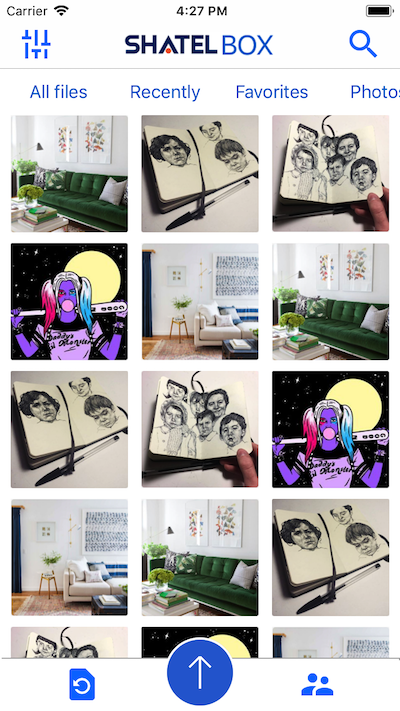 Carrier 4:27 PM
SHATEL BOX
All files Recently Favorites Photos
Daddy's
lil Monster
Daddy's
lil Monster